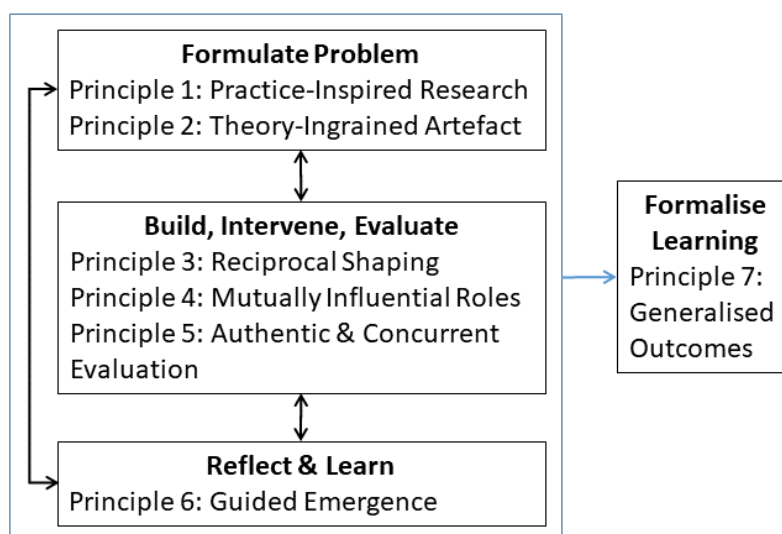 Formulate Problem
Principle 1: Practice-Inspired Research
Principle 2: Theory-Ingrained Artefact
Build, Intervene, Evaluate
Principle 3: Reciprocal Shaping
Principle 4: Mutually Influential Roles
Principle 5: Authentic & Concurrent
Evaluation
Reflect & Learn
Principle 6: Guided Emergence
Formalise
Learning
Principle 7:
Generalised
Outcomes